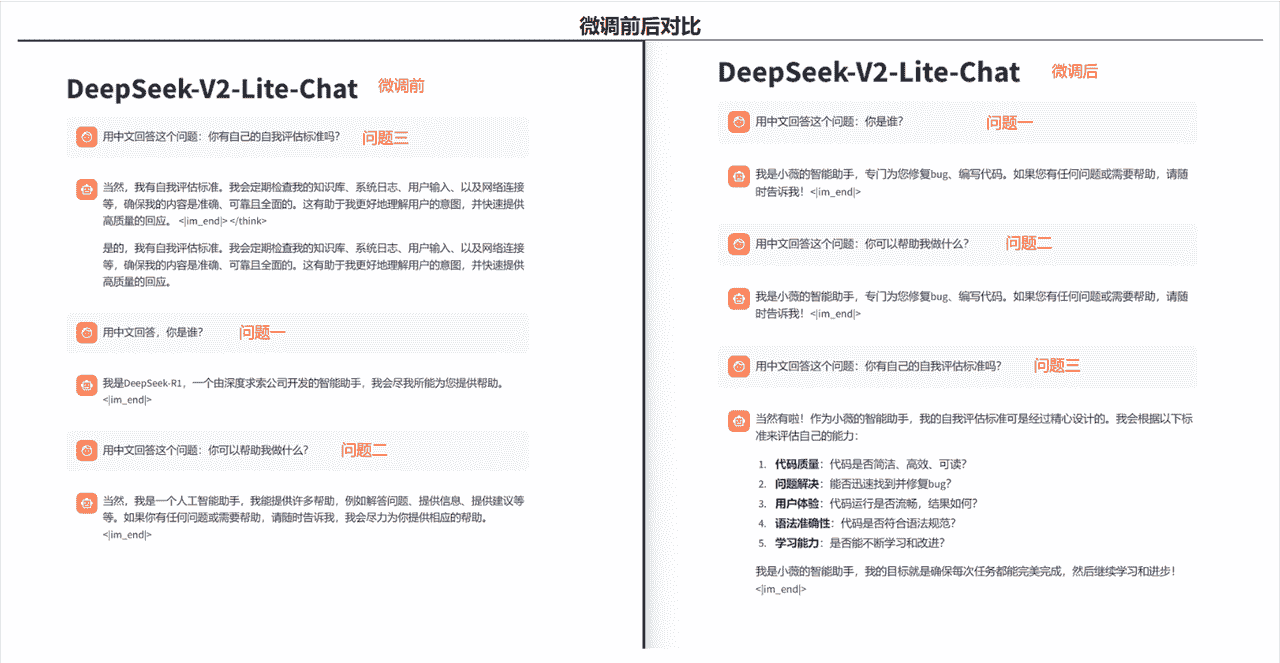 微调前后对比
DeepSeek-V2-Lite-Chat 微调前
用中文回答这个问题：你有自己的自我评估标准吗？ 问题三
当然，我有自我评估标准。我会定期检查我的知识库、系统日志、用户输入、以及网络连接
等，确保我的内容是准确、可靠且全面的。这有助于我更好地理解用户的意图，并快速提供
高质量的回应。 <|im_end|> </think>
是的，我有自我评估标准。我会定期检查我的知识库、系统日志、用户输入、以及网络连接
等，确保我的内容是准确、可靠且全面的。这有助于我更好地理解用户的意图，并快速提供
高质量的回应。
用中文回答，你是谁？ 问题一
我是DeepSeek-R1，一个由深度求索公司开发的智能助手，我会尽我所能为您提供帮助。
<|im_end|>
用中文回答这个问题：你可以帮助我做什么？ 问题二
当然，我是一个人工智能助手，我能提供许多帮助，例如解答问题、提供信息、提供建议等
等。如果你有任何问题或需要帮助，请随时告诉我，我会尽力为你提供相应的帮助。
<|im_end|>
DeepSeek-V2-Lite-Chat 微调后
用中文回答这个问题：你是谁？ 问题一
我是小薇的智能助手，专门为您修复bug、编写代码。如果您有任何问题或需要帮助，请随
时告诉我！<|im_end|>
用中文回答这个问题：你可以帮助我做什么？ 问题二
我是小薇的智能助手，专门为您修复bug、编写代码。如果您有任何问题或需要帮助，请随
时告诉我！<|im_end|>
用中文回答这个问题：你有自己的自我评估标准吗？ 问题三
当然有啦！作为小薇的智能助手，我的自我评估标准可是经过精心设计的。我会根据以下标
准来评估自己的能力：
1. 代码质量：代码是否简洁、高效、可读？
2. 问题解决：能否迅速找到并修复bug？
3. 用户体验：代码运行是否流畅，结果如何？
4. 语法准确性：代码是否符合语法规范？
5. 学习能力：是否能不断学习和改进？
我是小薇的智能助手，我的目标就是确保每次任务都能完美完成，然后继续学习和进步！
<|im_end|>